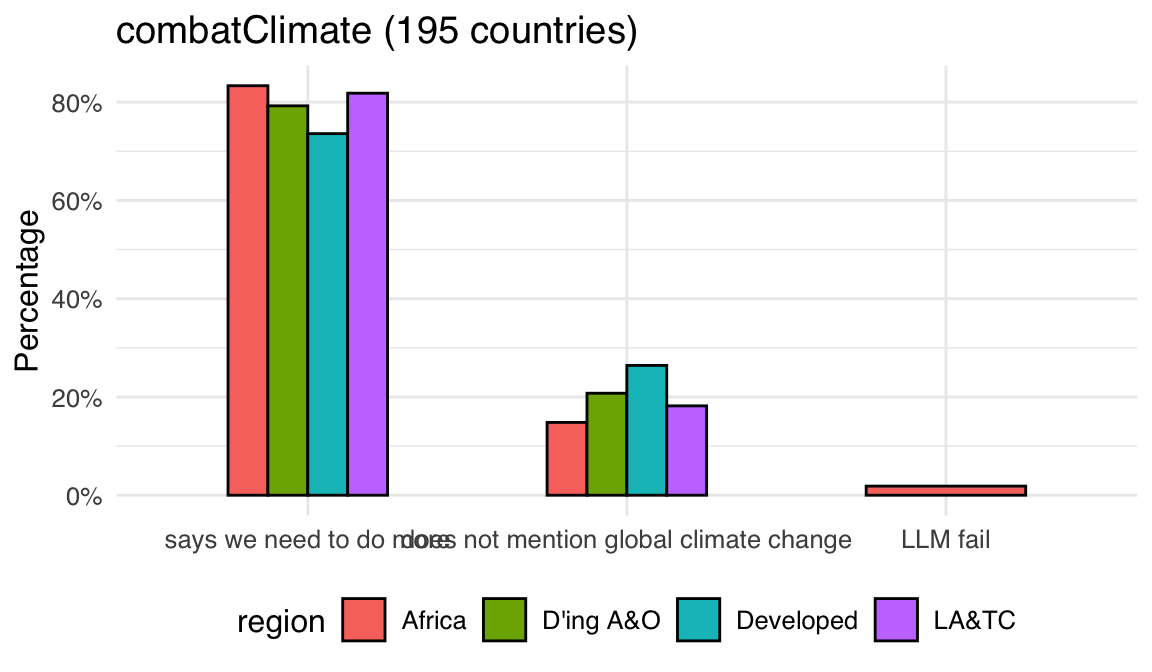 combatClimate (195 countries)
Percentage
80%
60%
40%
20%
0%
says we need to do more does not mention global climate change LLM fail
region Africa D'ing A&O Developed LA&TC